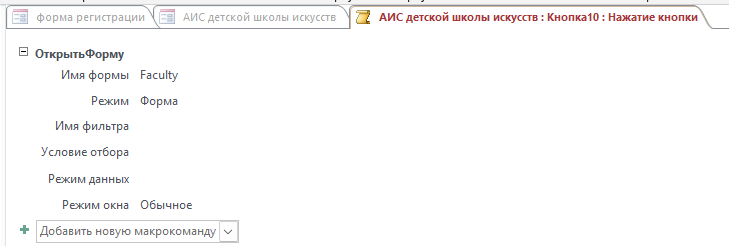 форма регистрации АИС детской школы искусств АИС детской школы искусств : Кнопка10 : Нажатие кнопки
ОткрытьФорму
Имя формы Faculty
Режим Форма
Имя фильтра
Условие отбора
Режим данных
Режим окна Обычное
Добавить новую макрокоманду